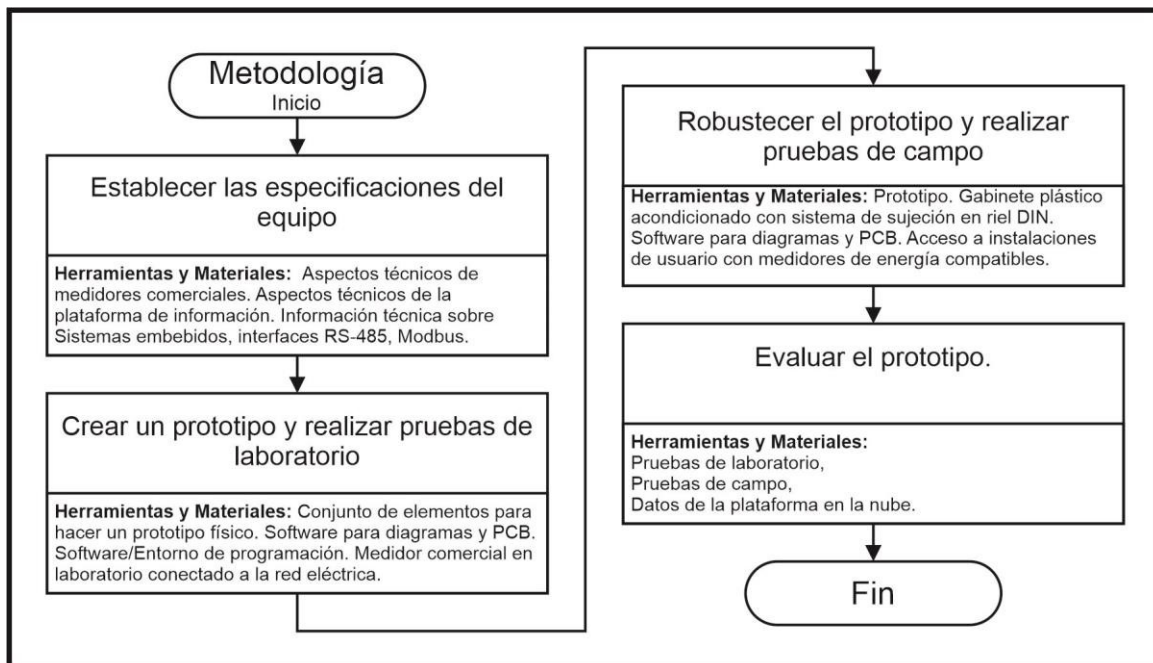 Metodología
Inicio
Establecer las especificaciones del
equipo
Herramientas y Materiales: Aspectos técnicos de
medidores comerciales. Aspectos técnicos de la
plataforma de información. Información técnica sobre
Sistemas embebidos, interfaces RS-485, Modbus.
Crear un prototipo y realizar pruebas de
laboratorio
Herramientas y Materiales: Conjunto de elementos para
hacer un prototipo físico. Software para diagramas y PCB.
Software/Entorno de programación. Medidor comercial en
laboratorio conectado a la red eléctrica.
Robustecer el prototipo y realizar
pruebas de campo
Herramientas y Materiales: Prototipo. Gabinete plástico
acondicionado con sistema de sujeción en riel DIN.
Software para diagramas y PCB. Acceso a instalaciones
de usuario con medidores de energía compatibles.
Evaluar el prototipo.
Herramientas y Materiales:
Pruebas de laboratorio,
Pruebas de campo,
Datos de la plataforma en la nube.
Fin